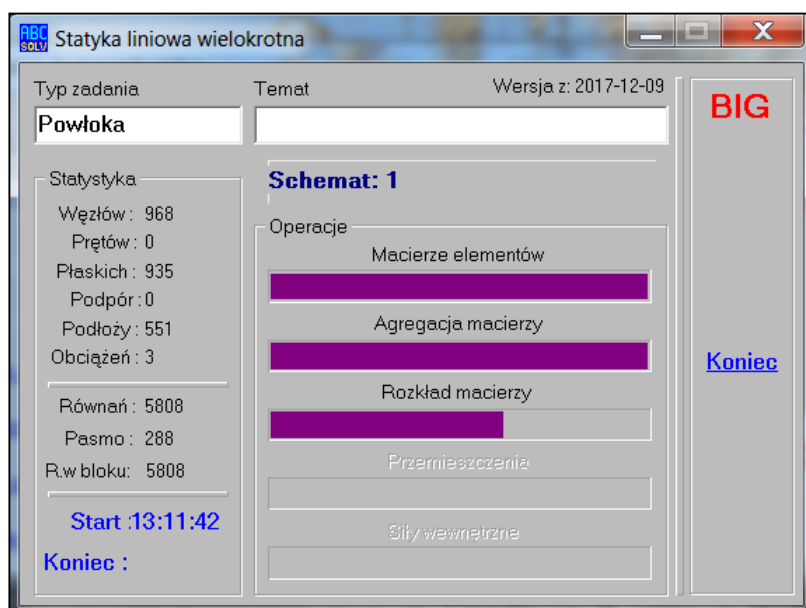 ABC
SOLV
Statyka liniowa wielokrotna
Typ zadania
Powłoka
Temat
Wersja z: 2017-12-09
BIG
Statystyka
Węzłów: 968
Prętów: 0
Płaskich: 935
Podpór: 0
Podłoży: 551
Obciążeń: 3
Równań: 5808
Pasmo: 288
R.w bloku: 5808
Start :13:11:42
Koniec :
Schemat: 1
Operacje
Macierze elementów
Agregacja macierzy
Rozkład macierzy
Przemieszczenia
Siły wewnętrzne
Koniec